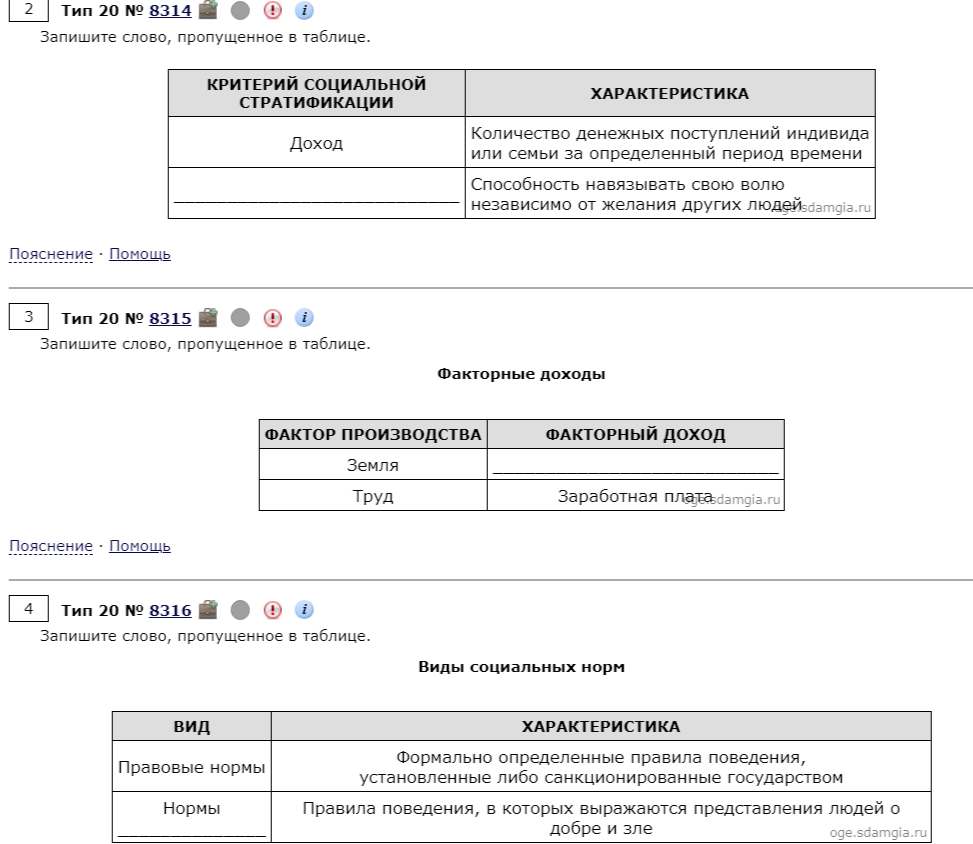 2 Тип 20 № 8314
Запишите слово, пропущенное в таблице.
КРИТЕРИЙ СОЦИАЛЬНОЙ
СТРАТИФИКАЦИИ
ХАРАКТЕРИСТИКА
Доход
Количество денежных поступлений индивида
или семьи за определенный период времени
____________________________
Способность навязывать свою волю
независимо от желания других людей
oge.sdamgia.ru
Пояснение · Помощь
3 Тип 20 № 8315
Запишите слово, пропущенное в таблице.
Факторные доходы
ФАКТОР ПРОИЗВОДСТВА ФАКТОРНЫЙ ДОХОД
Земля ____________________________
Труд Заработная плата
oge.sdamgia.ru
Пояснение · Помощь
4 Тип 20 № 8316
Запишите слово, пропущенное в таблице.
Виды социальных норм
ВИД ХАРАКТЕРИСТИКА
Правовые нормы
Формально определенные правила поведения,
установленные либо санкционированные государством
Нормы
______________
Правила поведения, в которых выражаются представления людей о
добре и зле
oge.sdamgia.ru